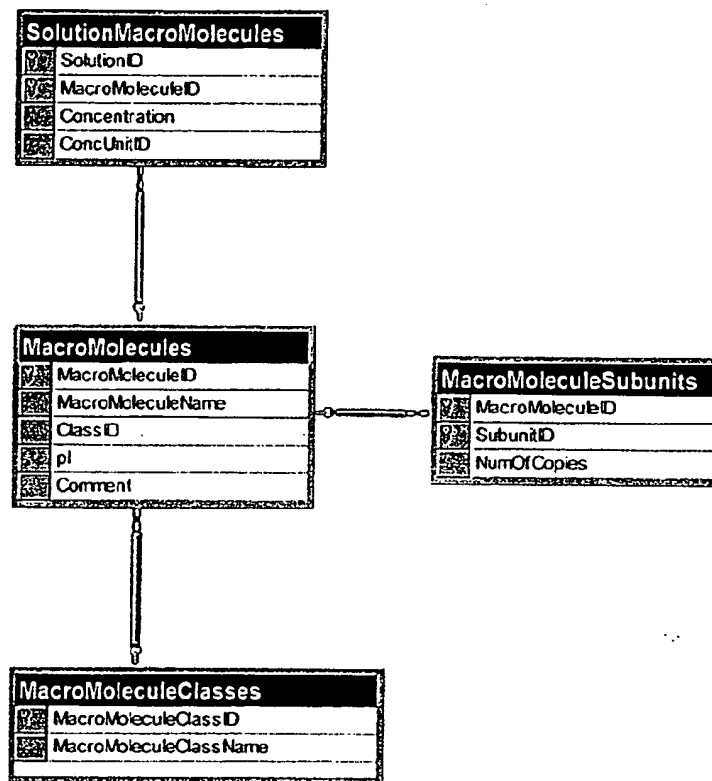 SolutionMacroMolecules
SolutionID
MacroMoleculeID
Concentration
ConcUnitID
MacroMolecules
MacroMoleculeID
MacroMoleculeName
ClassID
pI
Comment
MacroMoleculeSubunits
MacroMoleculeID
SubunitID
NumOfCopies
MacroMoleculeClasses
MacroMoleculeClassID
MacroMoleculeClassName